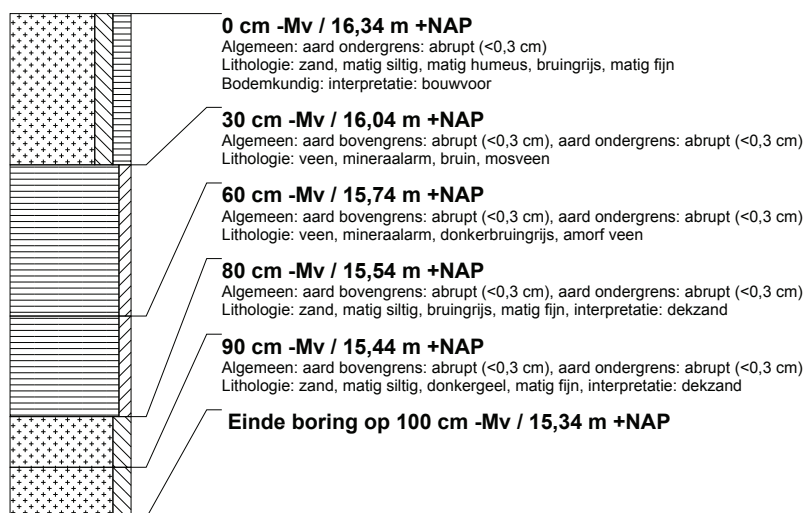 0 cm -Mv / 16,34 m +NAP
Algemeen: aard ondergrens: abrupt (<0,3 cm)
Lithologie: zand, matig siltig, matig humeus, bruingrijs, matig fijn
Bodemkundig: interpretatie: bouwvoor
30 cm -Mv / 16,04 m +NAP
Algemeen: aard bovengrens: abrupt (<0,3 cm), aard ondergrens: abrupt (<0,3 cm)
Lithologie: veen, mineraalarm, bruin, mosveen
60 cm -Mv / 15,74 m +NAP
Algemeen: aard bovengrens: abrupt (<0,3 cm), aard ondergrens: abrupt (<0,3 cm)
Lithologie: veen, mineraalarm, donkerbruingrijs, amorf veen
80 cm -Mv / 15,54 m +NAP
Algemeen: aard bovengrens: abrupt (<0,3 cm), aard ondergrens: abrupt (<0,3 cm)
Lithologie: zand, matig siltig, bruingrijs, matig fijn, interpretatie: dekzand
90 cm -Mv / 15,44 m +NAP
Algemeen: aard bovengrens: abrupt (<0,3 cm), aard ondergrens: abrupt (<0,3 cm)
Lithologie: zand, matig siltig, donkergeel, matig fijn, interpretatie: dekzand
Einde boring op 100 cm -Mv / 15,34 m +NAP